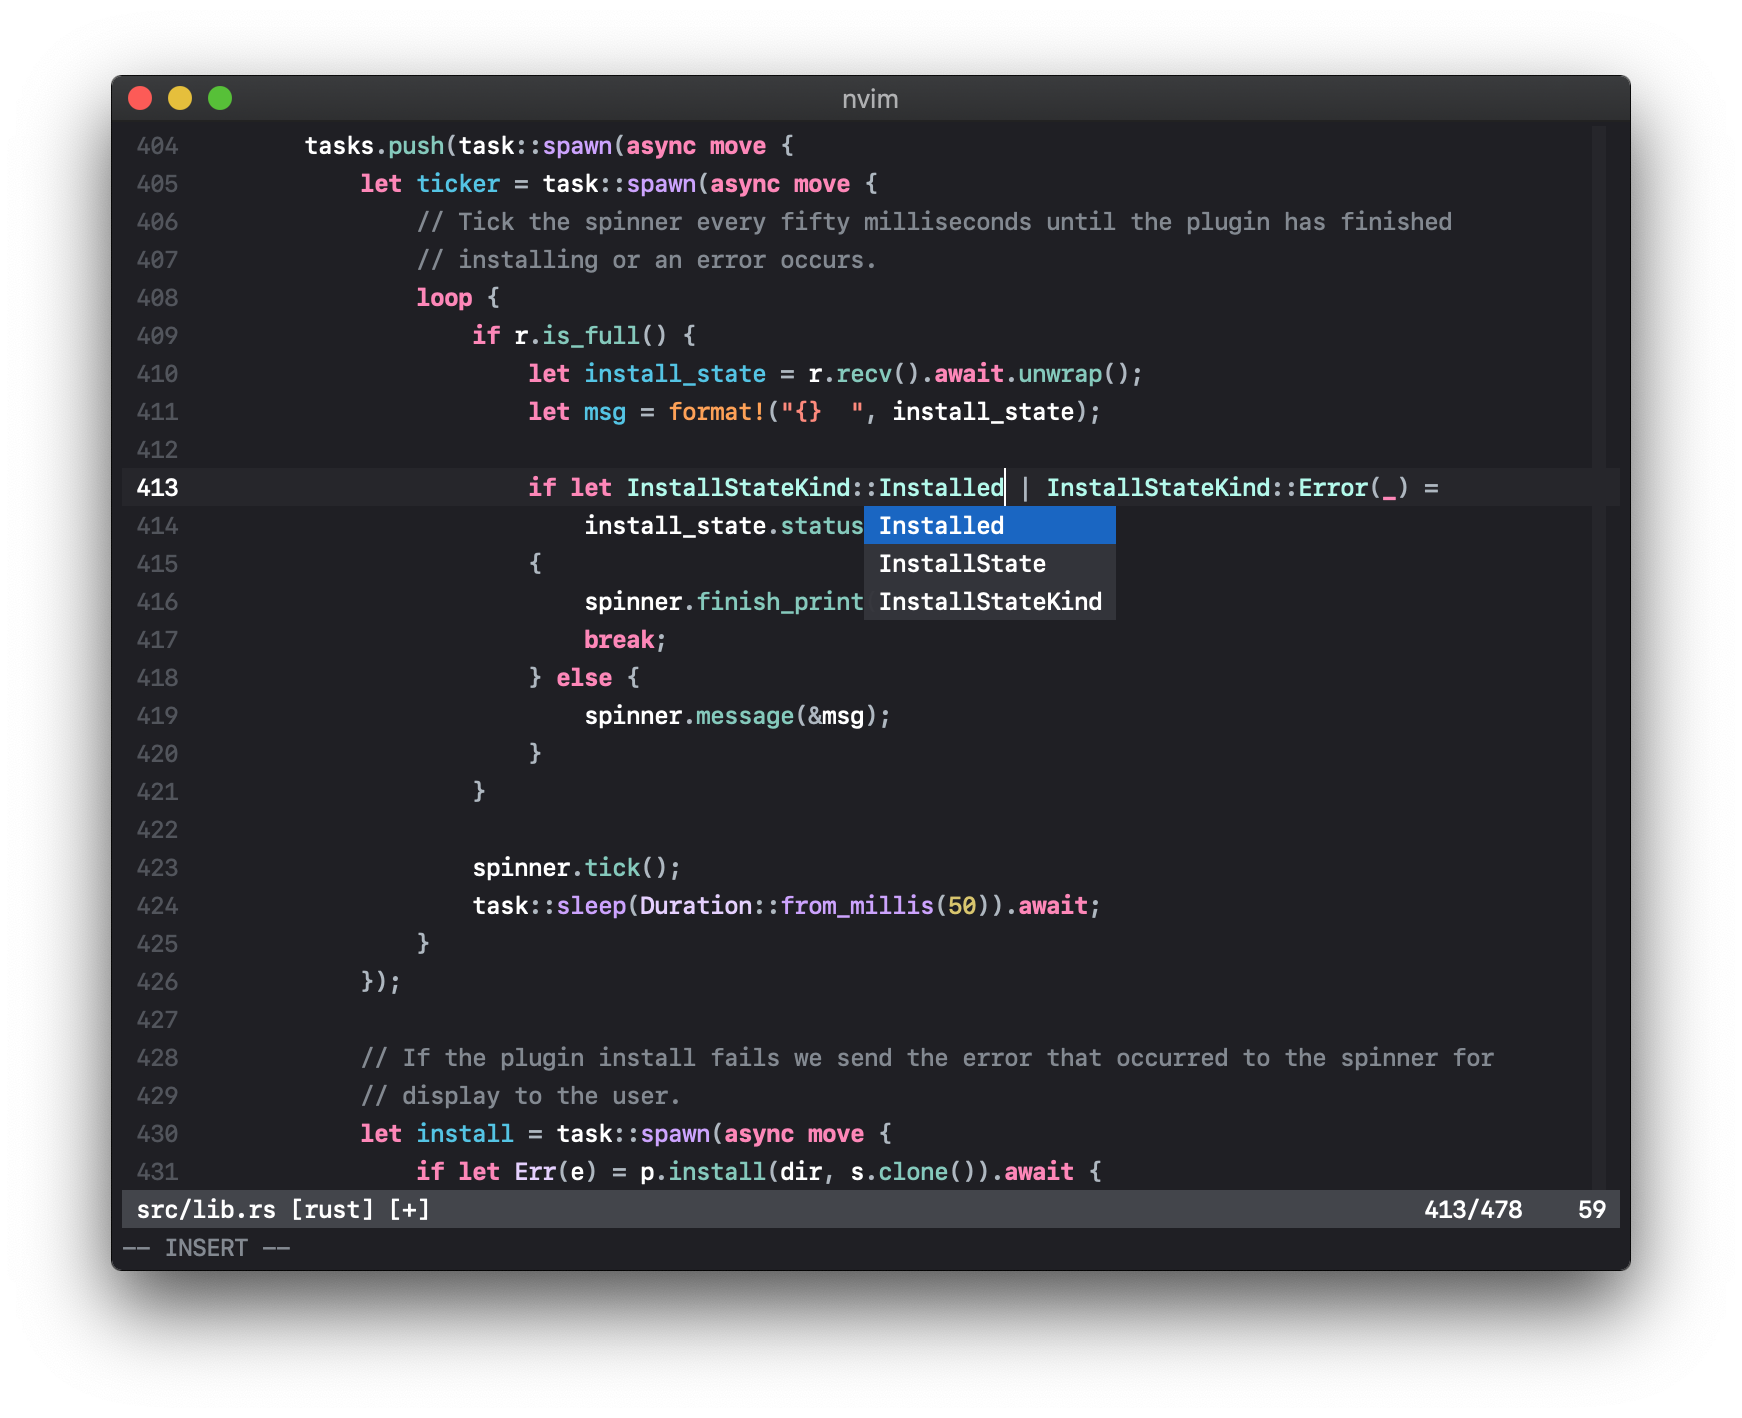 nvim
404         tasks.push(task::spawn(async move {
405             let ticker = task::spawn(async move {
406                 // Tick the spinner every fifty milliseconds until the plugin has finished
407                 // installing or an error occurs.
408                 loop {
409                     if r.is_full() {
410                         let install_state = r.recv().await.unwrap();
411                         let msg = format!("{}  ", install_state);
412
413                         if let InstallStateKind::Installed | InstallStateKind::Error(_) =
414                             install_state.status
Installed
415                         {
InstallState
416                             spinner.finish_print
InstallStateKind
417                             break;
418                         } else {
419                             spinner.message(&msg);
420                         }
421                     }
422
423                     spinner.tick();
424                     task::sleep(Duration::from_millis(50)).await;
425                 }
426             });
427
428             // If the plugin install fails we send the error that occurred to the spinner for
429             // display to the user.
430             let install = task::spawn(async move {
431                 if let Err(e) = p.install(dir, s.clone()).await {
src/lib.rs [rust] [+] 413/478 59
-- INSERT --